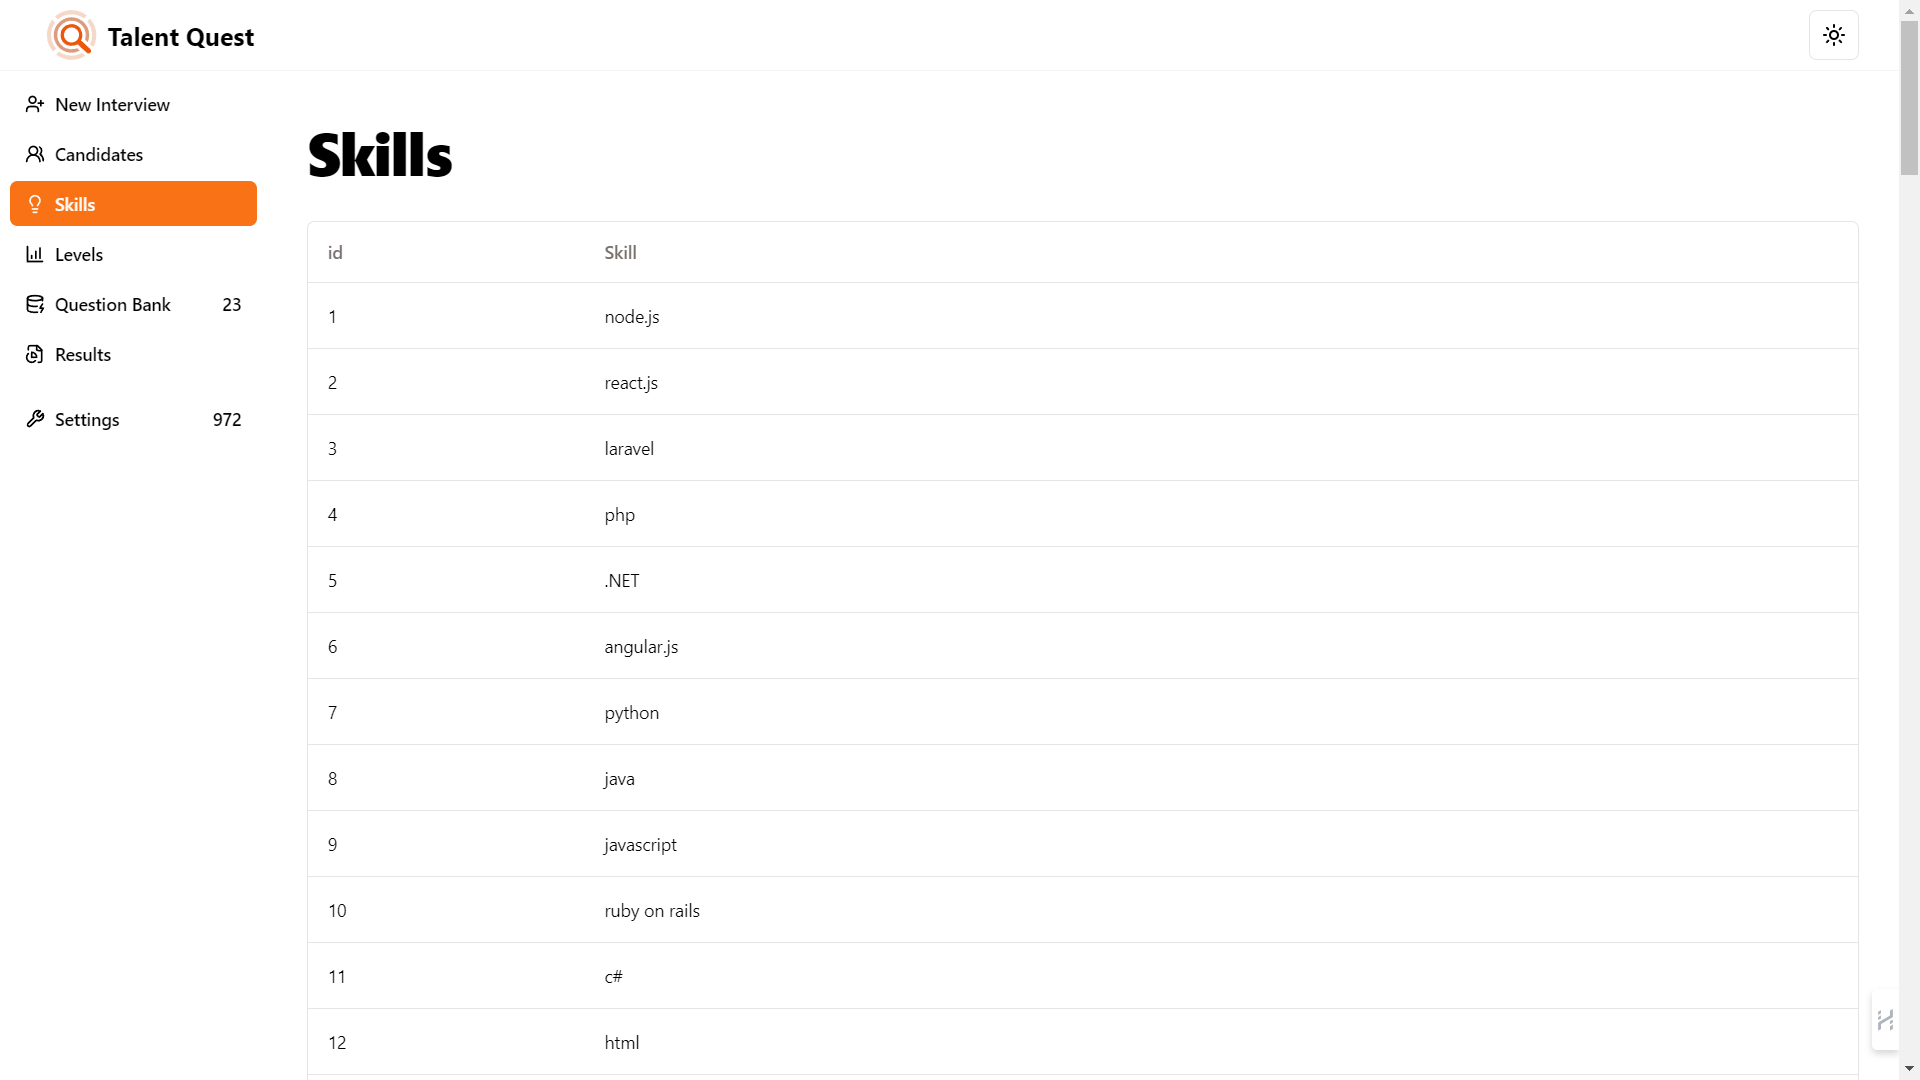 Talent Quest
New Interview
Candidates
Skills
Levels
Question Bank 23
Results
Settings 972
Skills
id Skill
1 node.js
2 react.js
3 laravel
4 php
5 .NET
6 angular.js
7 python
8 java
9 javascript
10 ruby on rails
11 c#
12 html